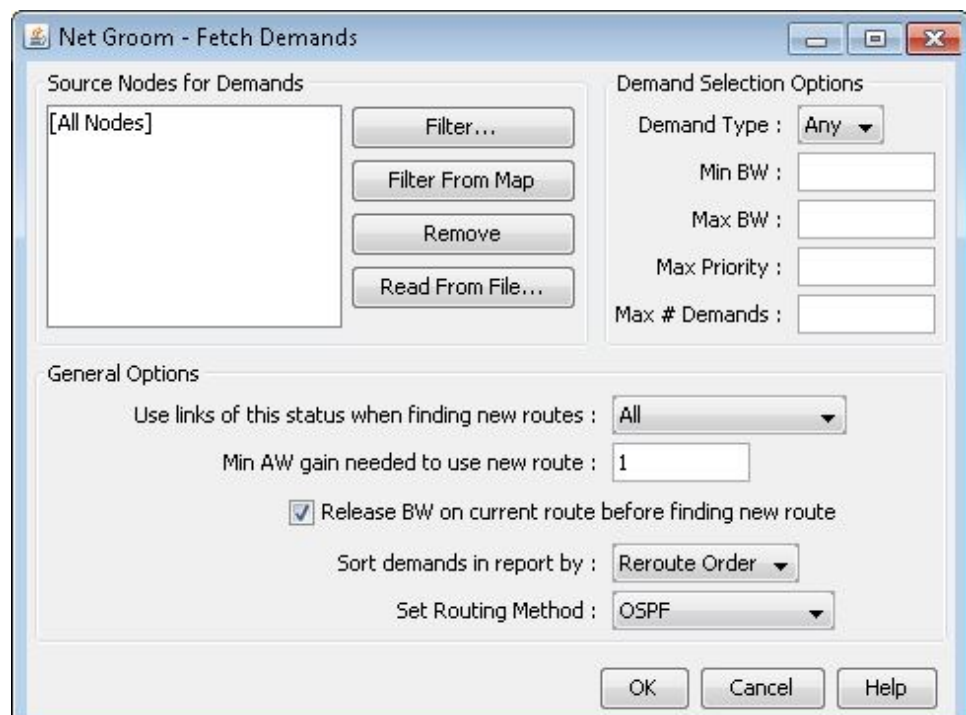 Net Groom - Fetch Demands
Source Nodes for Demands
[All Nodes]
Filter...
Filter From Map
Remove
Read From File...
Demand Selection Options
Demand Type : Any
Min BW :
Max BW :
Max Priority :
Max # Demands :
General Options
Use links of this status when finding new routes : All
Min AW gain needed to use new route : 1
Release BW on current route before finding new route
Sort demands in report by : Reroute Order
Set Routing Method : OSPF
OK Cancel Help